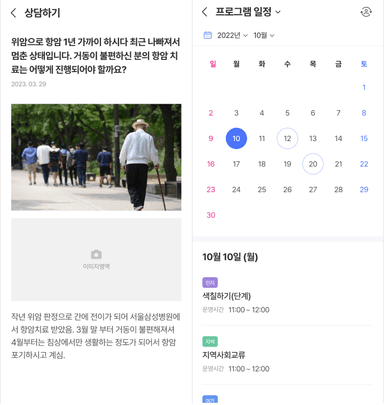 상담하기
위암으로 항암 1년 가까이 하시다 최근 나빠져서
멈춘 상태입니다. 거동이 불편하신 분의 항암 치
료는 어떻게 진행되어야 할까요?
2023. 03. 29
이미지영역
작년 위암 판정으로 간에 전이가 되어 서울삼성병원에
서 항암치료 받았음. 3월 말 부터 거동이 불편해져셔
4월부터는 침상에서만 생활하는 정도가 되어서 항암
포기하시고 계심.
프로그램 일정
2022년 10월
일 월 화 수 목 금 토
1
2 3 4 5 6 7 8
9 10 11 12 13 14 15
16 17 18 19 20 21 22
23 24 25 26 27 28 29
30
10월 10일 (월)
인지
색칠하기(단계)
운영시간 11:00 ~ 12:00
지역사회교류
운영시간 11:00 ~ 12:00